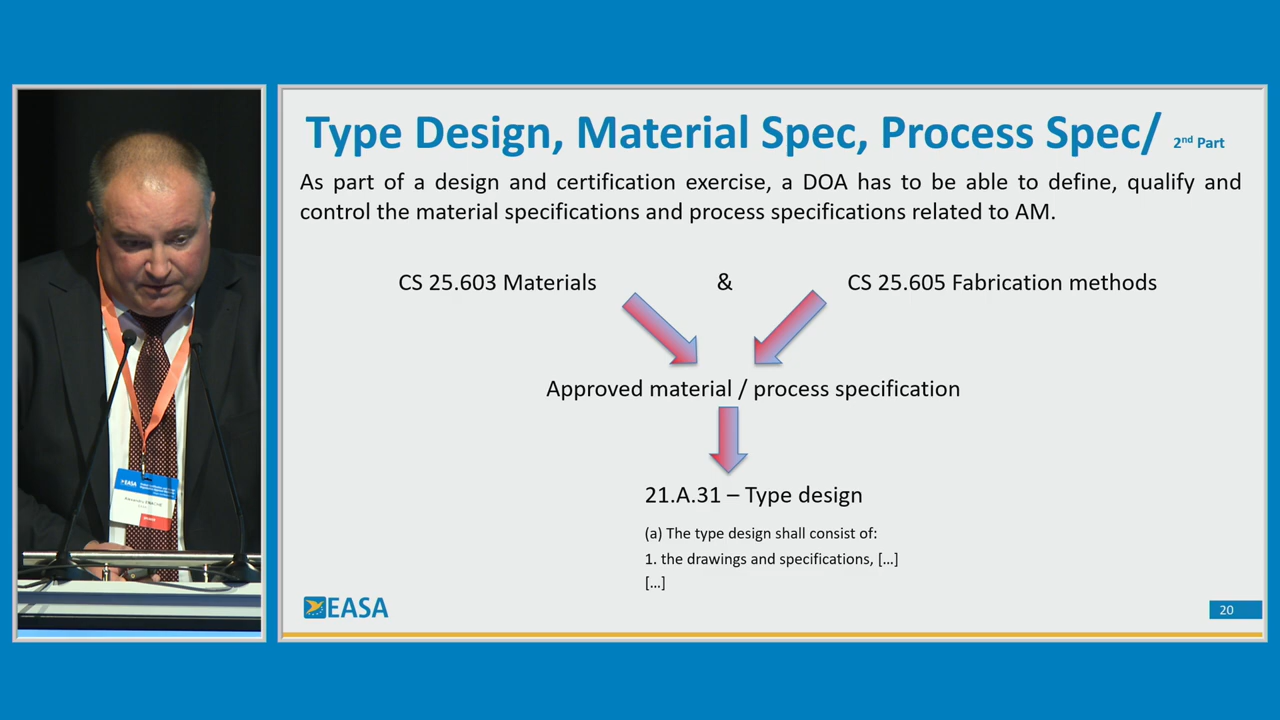 Type Design, Material Spec, Process Spec/ 2nd Part
As part of a design and certification exercise, a DOA has to be able to define, qualify and
control the material specifications and process specifications related to AM.
CS 25.603 Materials & CS 25.605 Fabrication methods
Approved material / process specification
21.A.31 – Type design
(a) The type design shall consist of:
1. the drawings and specifications, […]
[…]
EASA
20
EASA